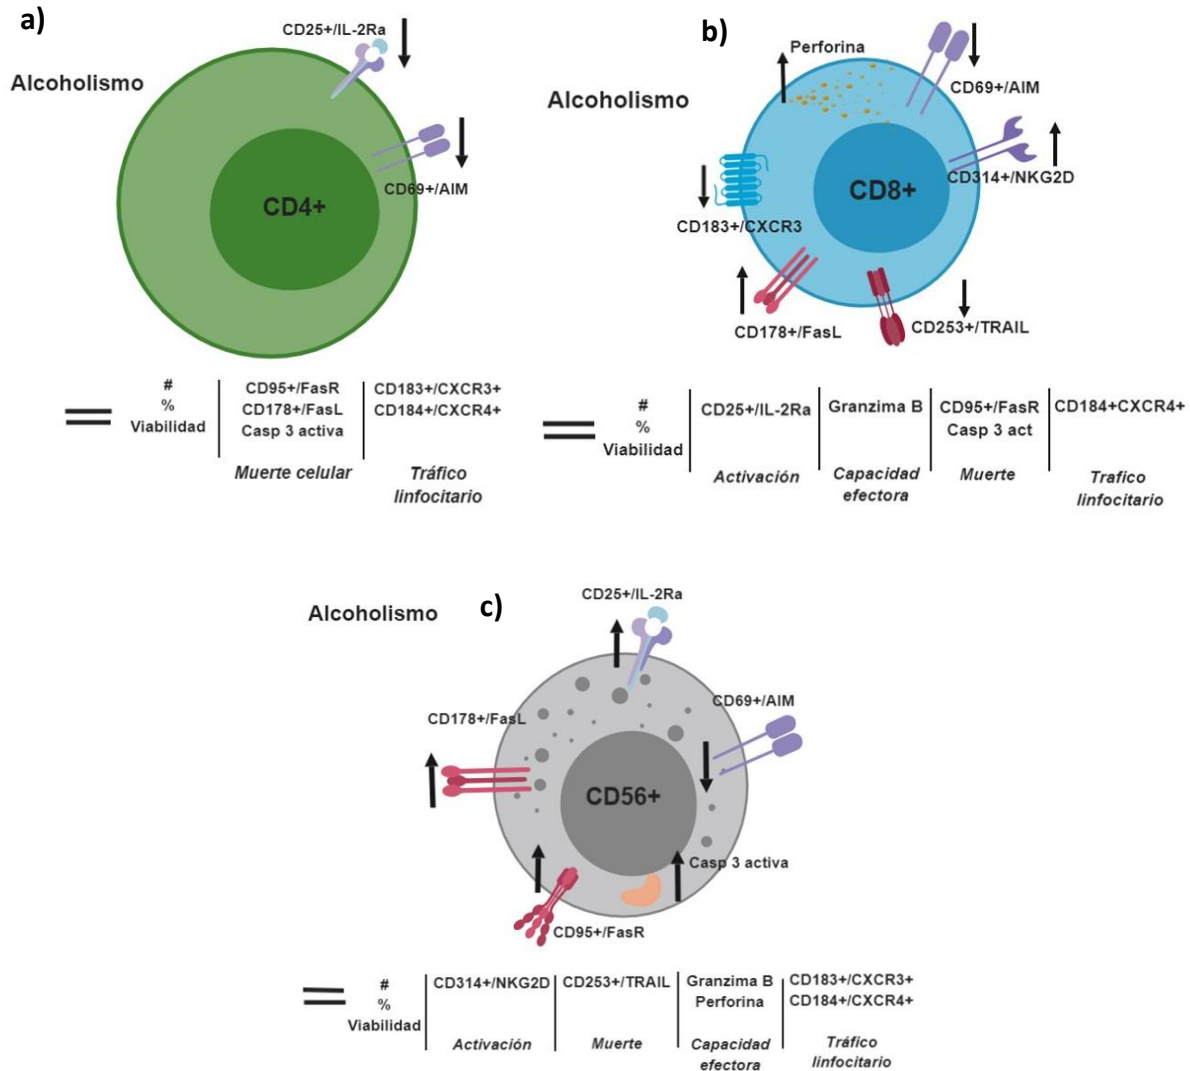 a)
Alcoholismo
CD25+/IL-2Ra
CD69+/AIM
CD4+
=
#
%
Viabilidad
CD95+/FasR
CD178+/FasL
Casp 3 activa
Muerte celular
CD183+/CXCR3+
CD184+/CXCR4+
Tráfico
linfocitario
b)
Alcoholismo
Perforina
CD69+/AIM
CD314+/NKG2D
CD8+
CD183+/CXCR3
CD178+/FasL
CD253+/TRAIL
=
#
%
Viabilidad
CD25+/IL-2Ra
Activación
Granzima B
Capacidad
efectora
CD95+/FasR
Casp 3 act
Muerte
CD184+CXCR4+
Trafico
linfocitario
c)
Alcoholismo
CD25+/IL-2Ra
CD69+/AIM
CD178+/FasL
CD56+
Casp 3 activa
CD95+/FasR
=
#
%
Viabilidad
CD314+/NKG2D
Activación
CD253+/TRAIL
Muerte
Granzima B
Perforina
Capacidad
efectora
CD183+/CXCR3+
CD184+/CXCR4+
Tráfico
linfocitario